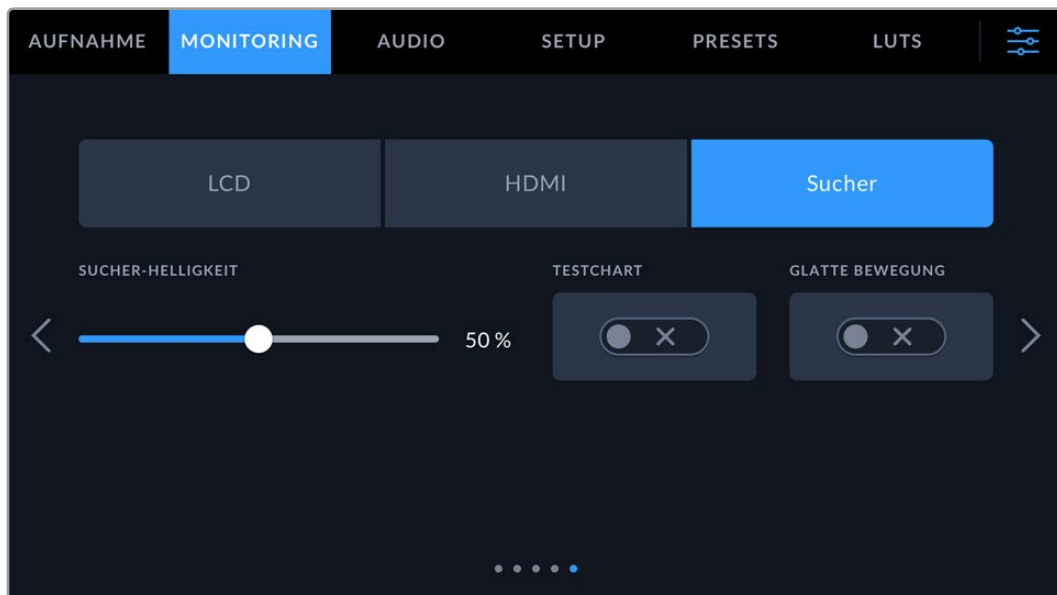 AUFNAHME MONITORING AUDIO SETUP PRESETS LUTS
LCD HDMI Sucher
SUCHER-HELLIGKEIT TESTCHART GLATTE BEWEGUNG
50 %